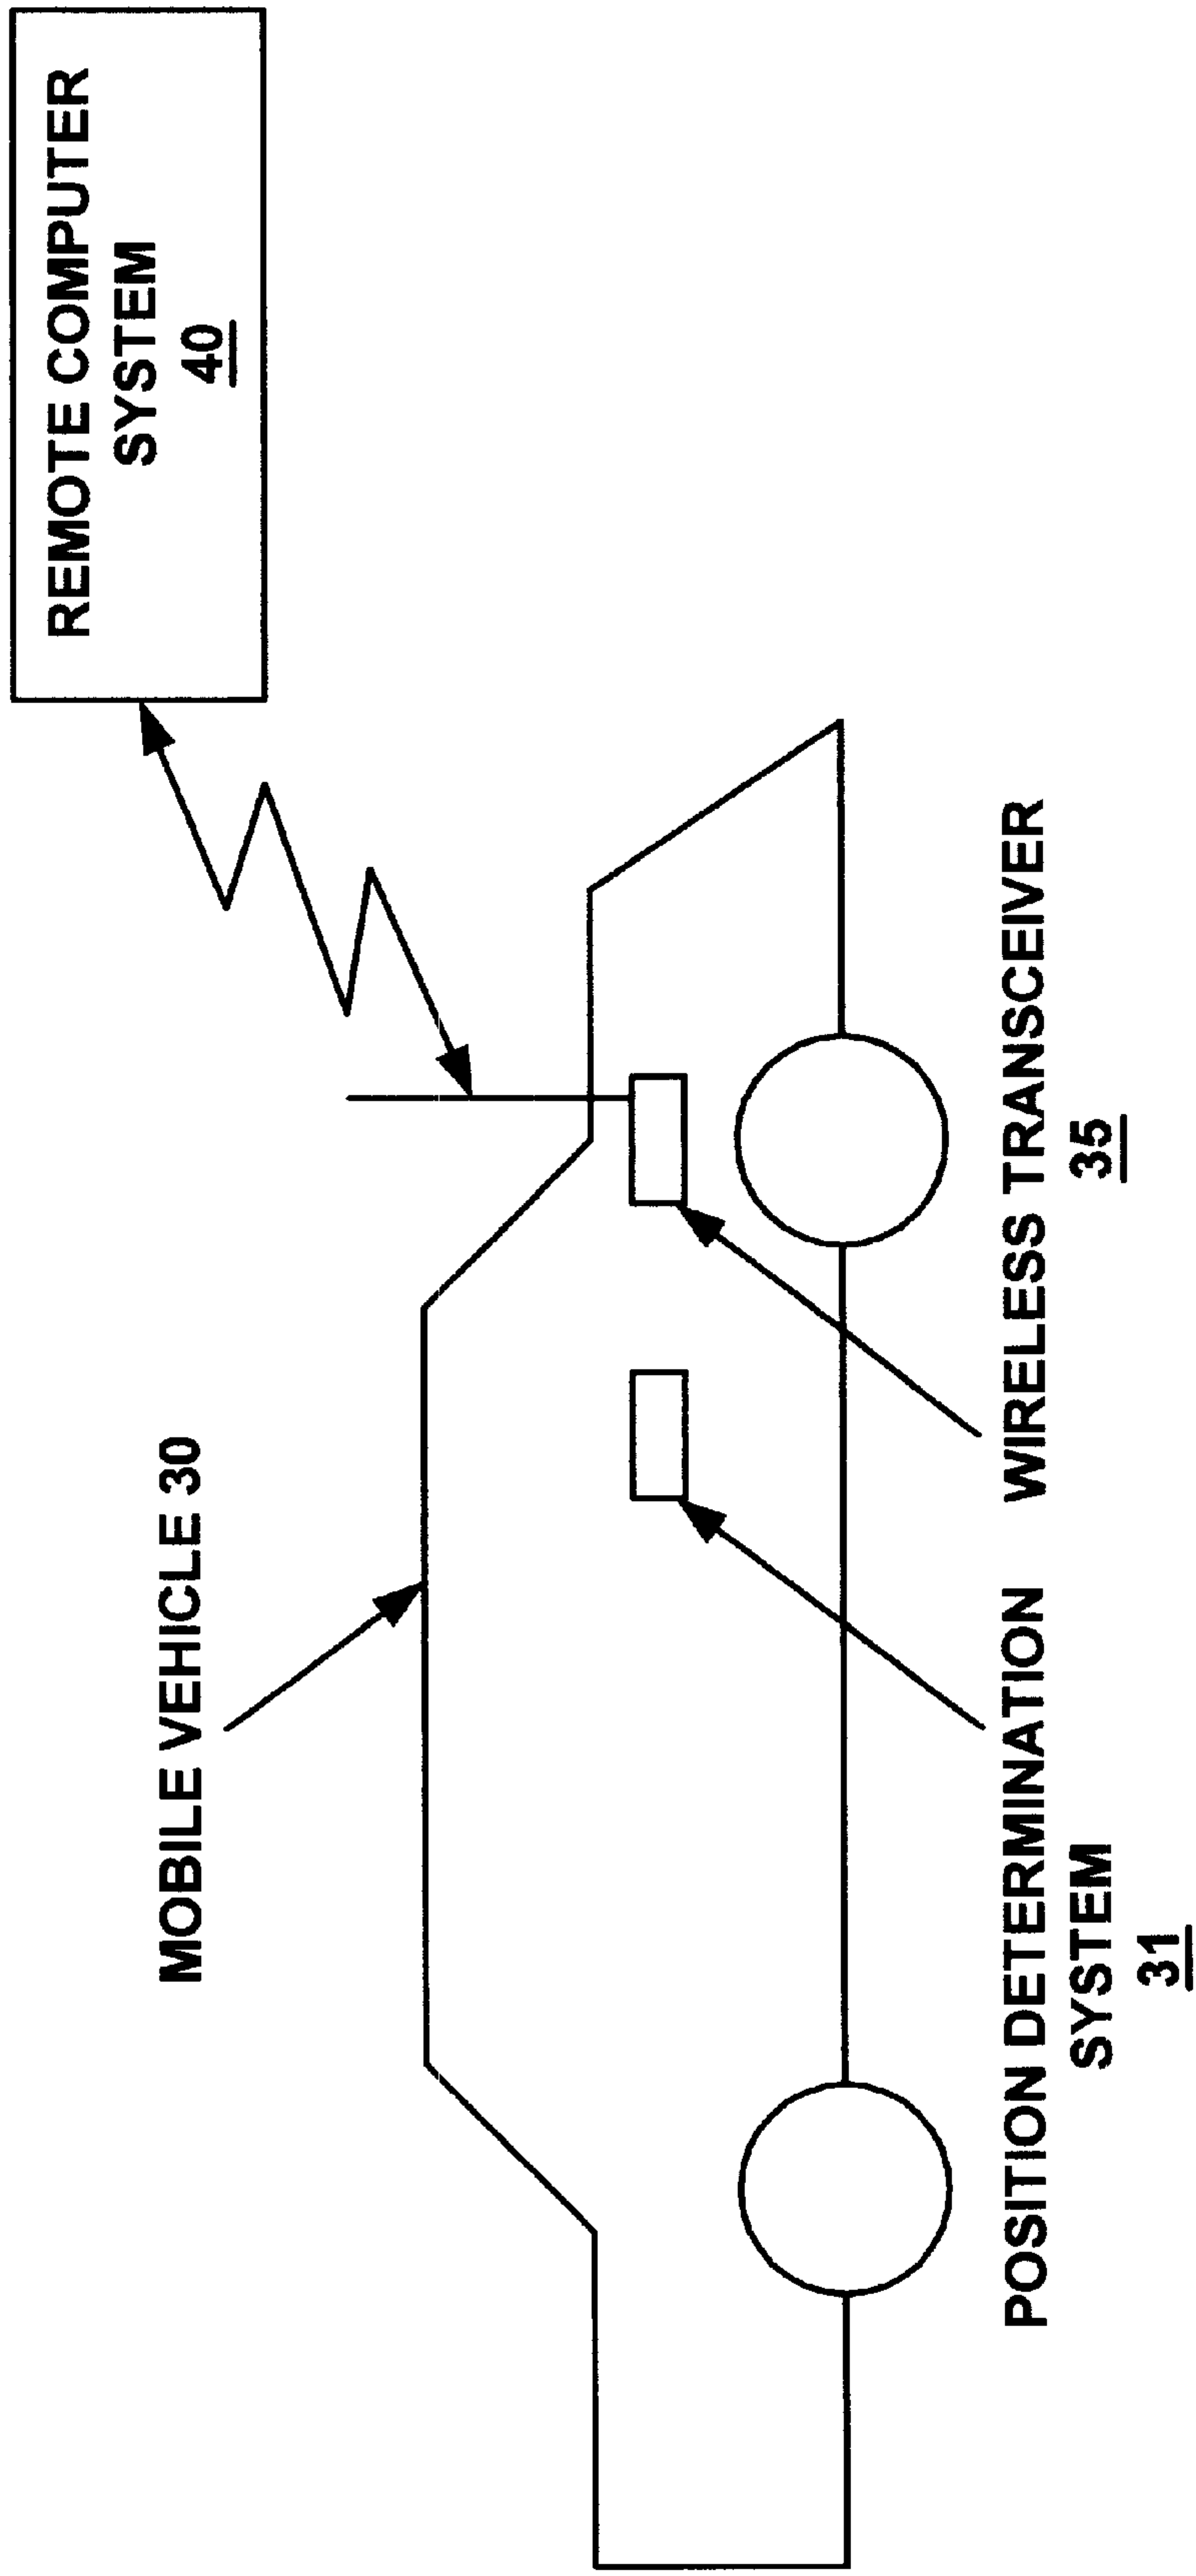 REMOTE COMPUTER
SYSTEM
40
MOBILE VEHICLE 30
POSITION DETERMINATION
SYSTEM
31
WIRELESS TRANSCEIVER
35